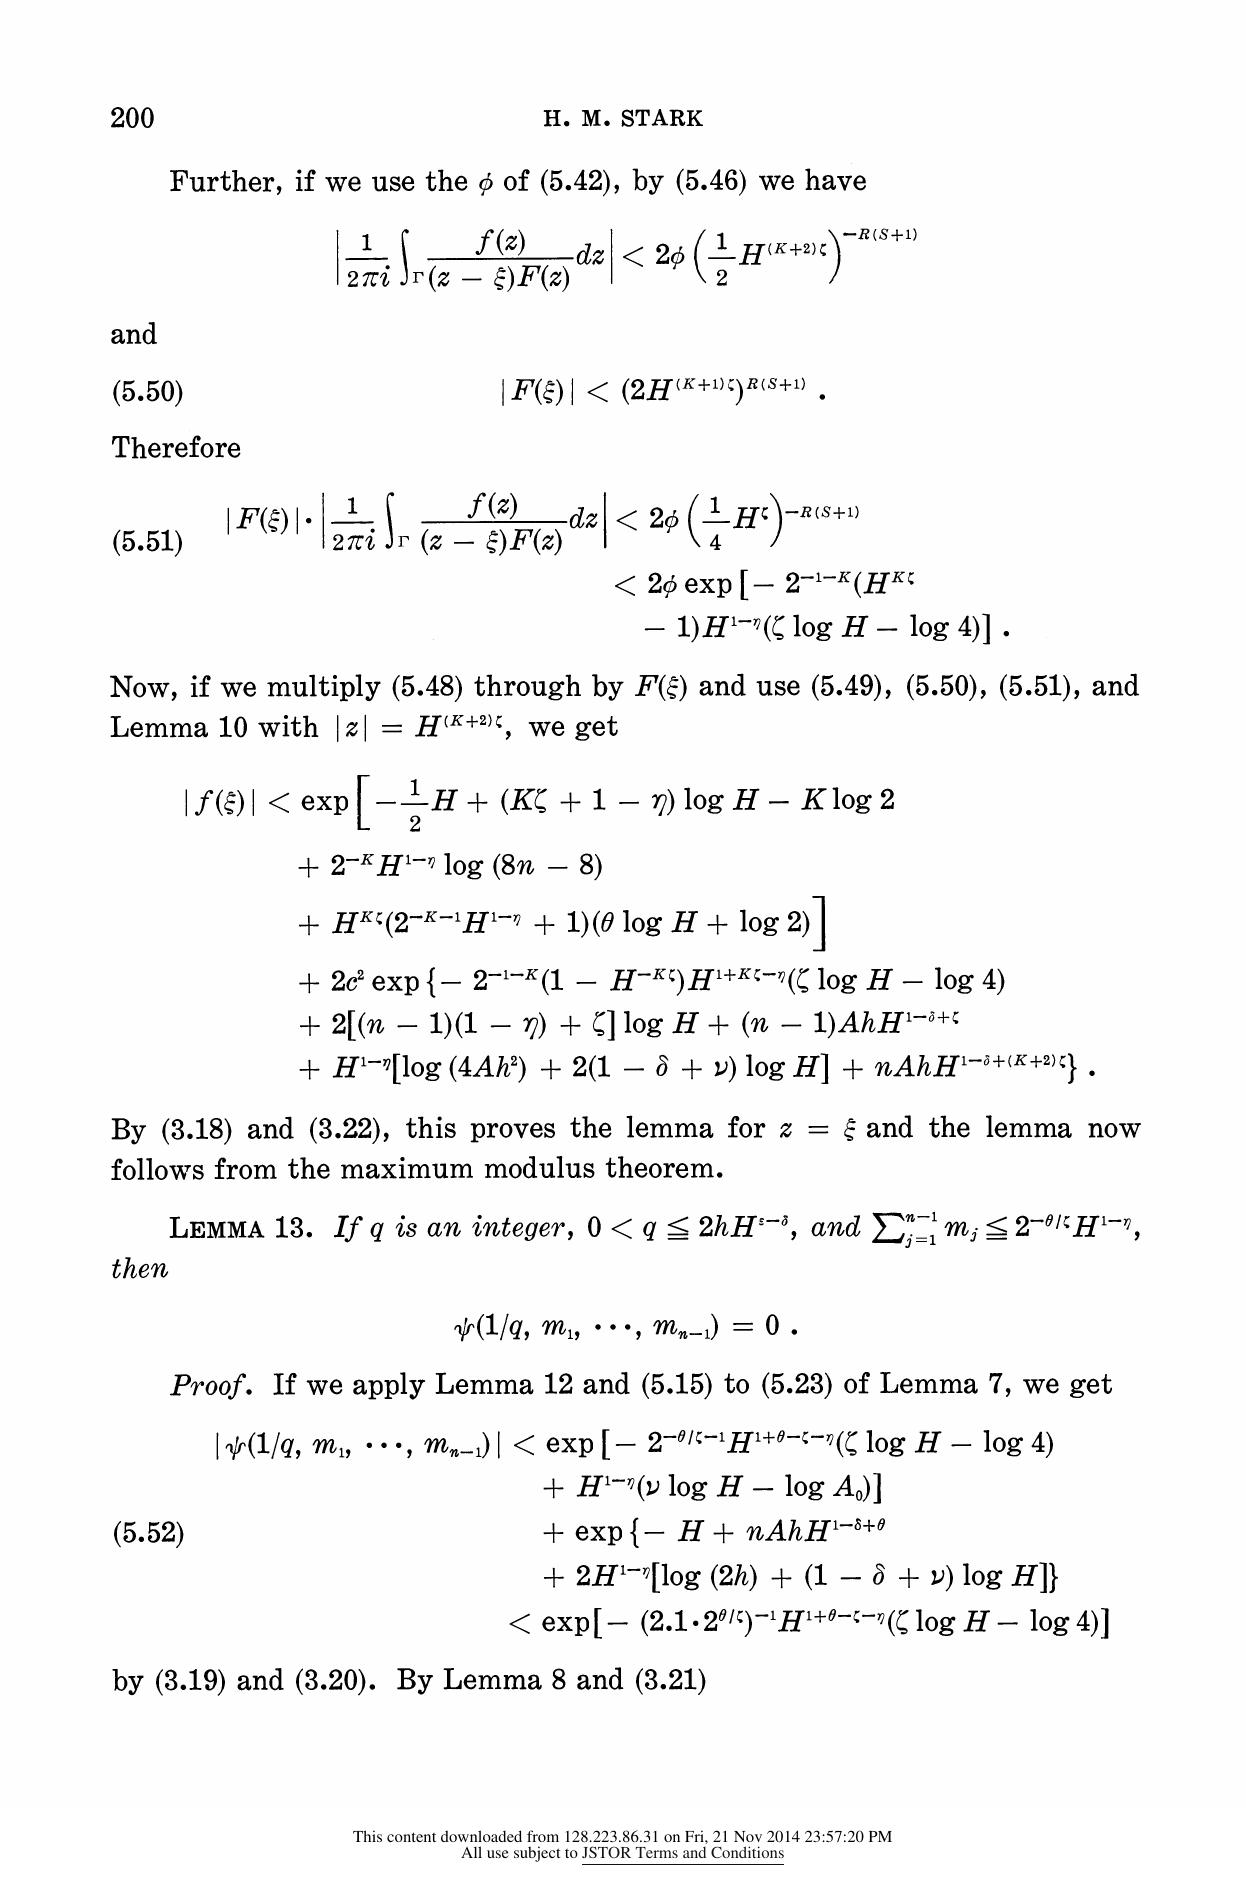 200 H. M. STARK
Further, if we use the ϕ of (5.42), by (5.46) we have
$\left|\frac{1}{2\pi i}\int_\Gamma \frac{f(z)}{(z-\xi)F(z)}dz\right| < 2\phi\left(\frac{1}{2}H^{(K+2)\zeta}\right)^{-R(S+1)}$
and
(5.50) $|F(\xi)| < (2H^{(K+1)\zeta})^{R(S+1)}$ .
Therefore
(5.51) $|F(\xi)|\cdot\left|\frac{1}{2\pi i}\int_\Gamma \frac{f(z)}{(z-\xi)F(z)}dz\right| < 2\phi\left(\frac{1}{4}H^{\zeta}\right)^{-R(S+1)}$
$< 2\phi \exp[-2^{-1-K}(H^{K\zeta}$
$- 1)H^{1-\eta}(\zeta \log H - \log 4)]$ .
Now, if we multiply (5.48) through by $F(\xi)$ and use (5.49), (5.50), (5.51), and
Lemma 10 with $|z| = H^{(K+2)\zeta}$, we get
$|f(\xi)| < \exp\Big[-\frac{1}{2}H + (K\zeta + 1 - \eta)\log H - K\log 2$
$+ 2^{-K}H^{1-\eta}\log(8n - 8)$
$+ H^{K\zeta}(2^{-K-1}H^{1-\eta} + 1)(\theta \log H + \log 2)\Big]$
$+ 2c^2 \exp\{-2^{-1-K}(1 - H^{-K\zeta})H^{1+K\zeta-\eta}(\zeta \log H - \log 4)$
$+ 2[(n - 1)(1 - \eta) + \zeta]\log H + (n - 1)AhH^{1-\delta+\zeta}$
$+ H^{1-\eta}[\log(4Ah^2) + 2(1 - \delta + \nu)\log H] + nAhH^{1-\delta+(K+2)\zeta}\}$ .
By (3.18) and (3.22), this proves the lemma for $z = \xi$ and the lemma now
follows from the maximum modulus theorem.
LEMMA 13. If q is an integer, $0 < q \leqq 2hH^{\varepsilon-\delta}$, and $\sum_{j=1}^{n-1} m_j \leqq 2^{-\theta/\zeta}H^{1-\eta}$,
then
$\psi(1/q, m_1, \cdots, m_{n-1}) = 0$ .
Proof. If we apply Lemma 12 and (5.15) to (5.23) of Lemma 7, we get
$|\psi(1/q, m_1, \cdots, m_{n-1})| < \exp[-2^{-\theta/\zeta-1}H^{1+\theta-\zeta-\eta}(\zeta \log H - \log 4)$
$+ H^{1-\eta}(\nu \log H - \log A_0)]$
(5.52) $+ \exp\{-H + nAhH^{1-\delta+\theta}$
$+ 2H^{1-\eta}[\log(2h) + (1 - \delta + \nu)\log H]\}$
$< \exp[-(2.1\cdot 2^{\theta/\zeta})^{-1}H^{1+\theta-\zeta-\eta}(\zeta \log H - \log 4)]$
by (3.19) and (3.20). By Lemma 8 and (3.21)
This content downloaded from 128.223.86.31 on Fri, 21 Nov 2014 23:57:20 PM
All use subject to JSTOR Terms and Conditions